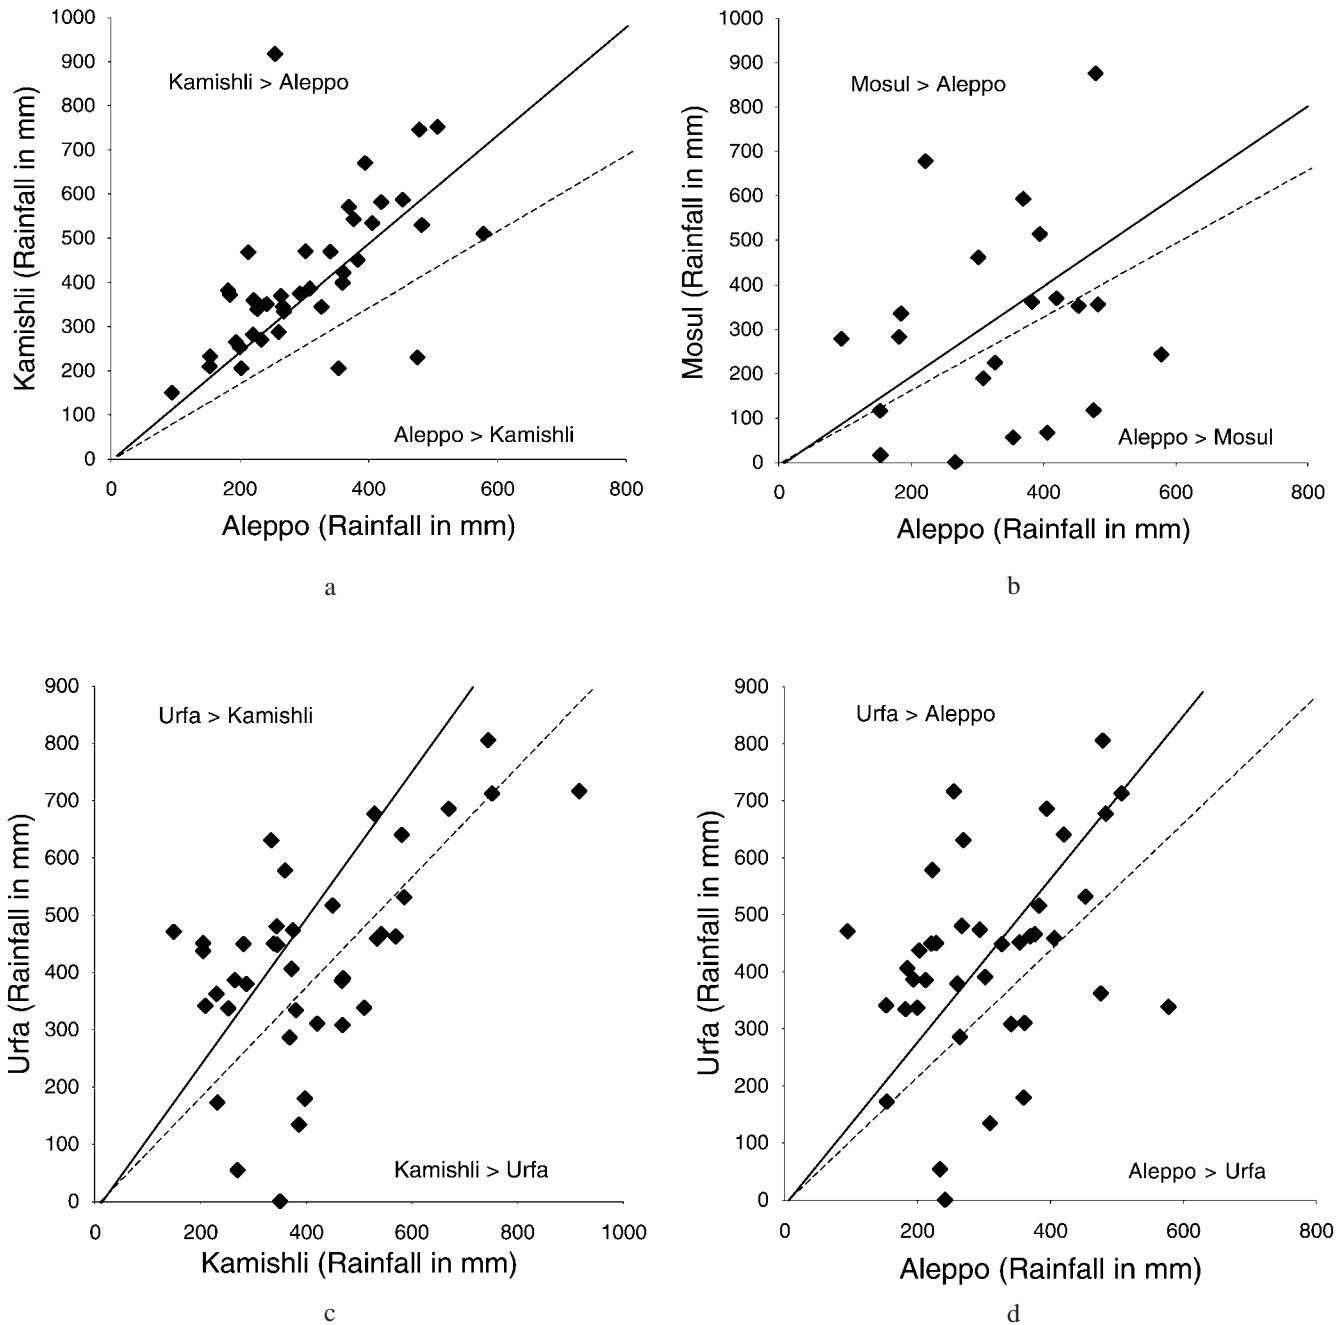 1000
900
800
700
600
500
400
300
200
100
0
Kamishli (Rainfall in mm)
Kamishli > Aleppo
Aleppo > Kamishli
0 200 400 600 800
Aleppo (Rainfall in mm)
a
1000
900
800
700
600
500
400
300
200
100
0
Mosul (Rainfall in mm)
Mosul > Aleppo
Aleppo > Mosul
0 200 400 600 800
Aleppo (Rainfall in mm)
b
900
800
700
600
500
400
300
200
100
0
Urfa (Rainfall in mm)
Urfa > Kamishli
Kamishli > Urfa
0 200 400 600 800 1000
Kamishli (Rainfall in mm)
c
900
800
700
600
500
400
300
200
100
0
Urfa (Rainfall in mm)
Urfa > Aleppo
Aleppo > Urfa
0 200 400 600 800
Aleppo (Rainfall in mm)
d